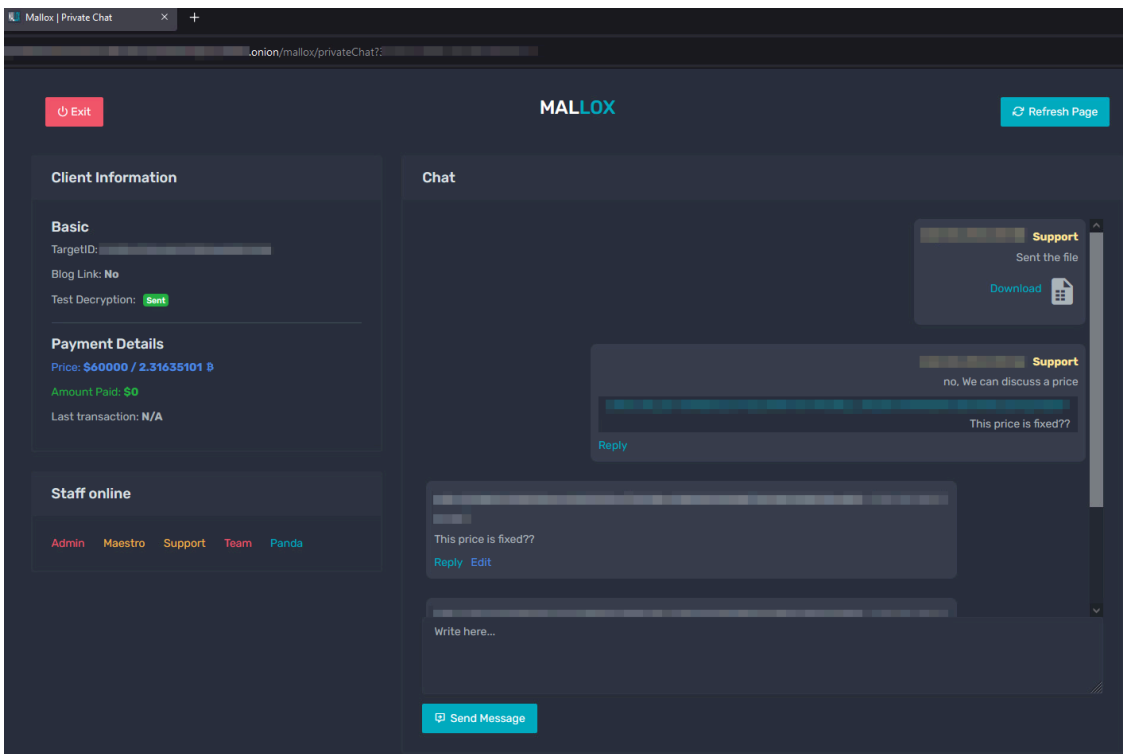 Mallox | Private Chat
.onion/mallox/privateChat?
Exit
MALLOX
Refresh Page
Client Information
Basic
TargetID:
Blog Link: No
Test Decryption: Sent
Payment Details
Price: $60000 / 2.31635101 ₿
Amount Paid: $0
Last transaction: N/A
Staff online
Admin Maestro Support Team Panda
Chat
Support
Sent the file
Download
Support
no, We can discuss a price
This price is fixed??
Reply
This price is fixed??
Reply Edit
Write here...
Send Message